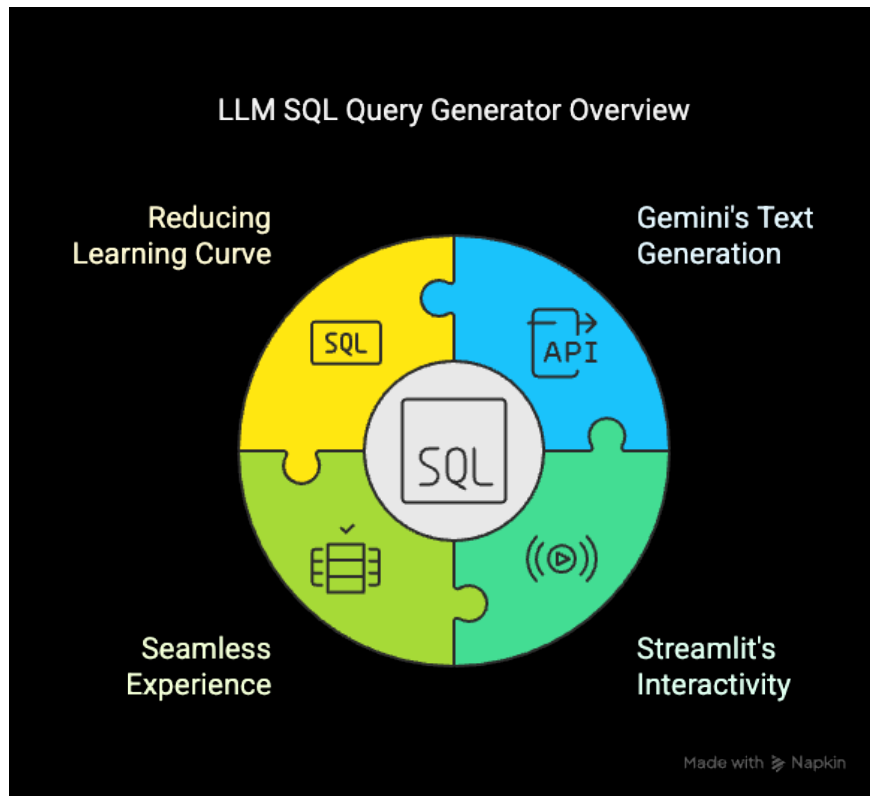 LLM SQL Query Generator Overview
Reducing
Learning Curve
Gemini's Text
Generation
SQL
API
SQL
Seamless
Experience
Streamlit's
Interactivity
Made with Napkin